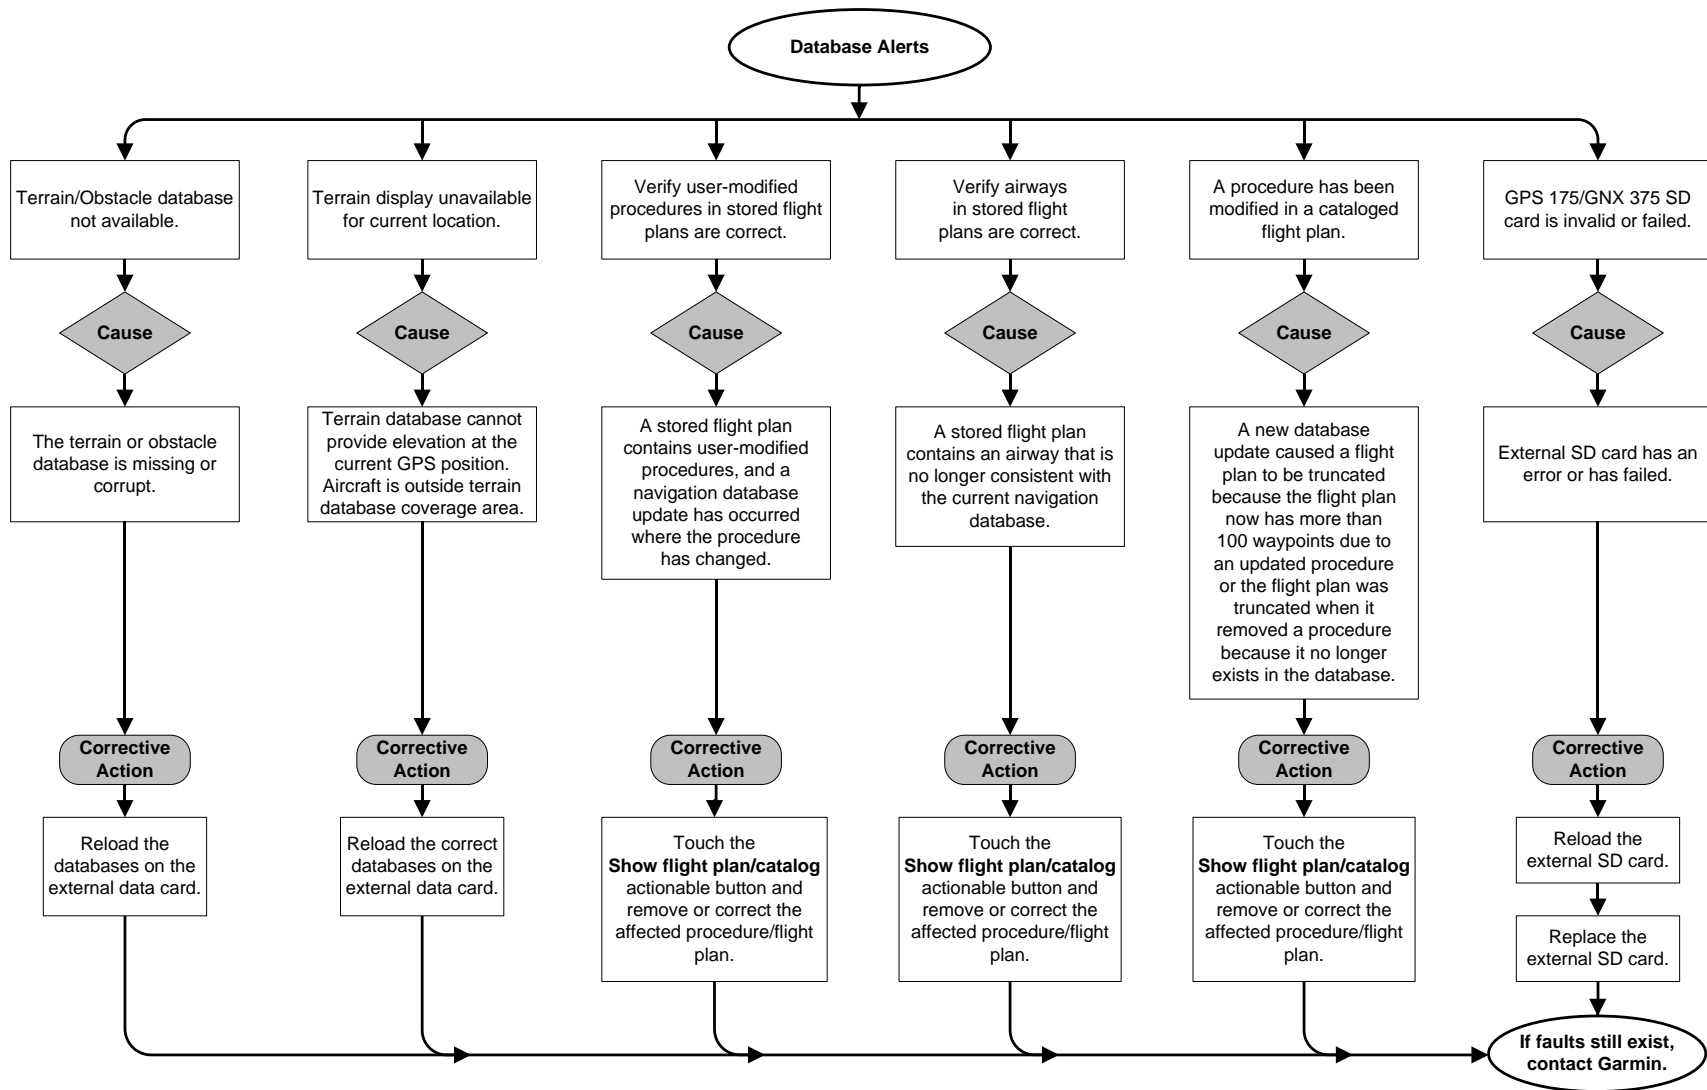 Database Alerts
Terrain/Obstacle database
not available.
Terrain display unavailable
for current location.
Verify user-modified
procedures in stored flight
plans are correct.
Verify airways
in stored flight
plans are correct.
A procedure has been
modified in a cataloged
flight plan.
GPS 175/GNX 375 SD
card is invalid or failed.
Cause
Cause
Cause
Cause
Cause
Cause
The terrain or obstacle
database is missing or
corrupt.
Terrain database cannot
provide elevation at the
current GPS position.
Aircraft is outside terrain
database coverage area.
A stored flight plan
contains user-modified
procedures, and a
navigation database
update has occurred
where the procedure
has changed.
A stored flight plan
contains an airway that is
no longer consistent with
the current navigation
database.
A new database
update caused a flight
plan to be truncated
because the flight plan
now has more than
100 waypoints due to
an updated procedure
or the flight plan was
truncated when it
removed a procedure
because it no longer
exists in the database.
External SD card has an
error or has failed.
Corrective
Action
Corrective
Action
Corrective
Action
Corrective
Action
Corrective
Action
Corrective
Action
Reload the
databases on the
external data card.
Reload the correct
databases on the
external data card.
Touch the
Show flight plan/catalog
actionable button and
remove or correct the
affected procedure/flight
plan.
Touch the
Show flight plan/catalog
actionable button and
remove or correct the
affected procedure/flight
plan.
Touch the
Show flight plan/catalog
actionable button and
remove or correct the
affected procedure/flight
plan.
Reload the
external SD card.
Replace the
external SD card.
If faults still exist,
contact Garmin.